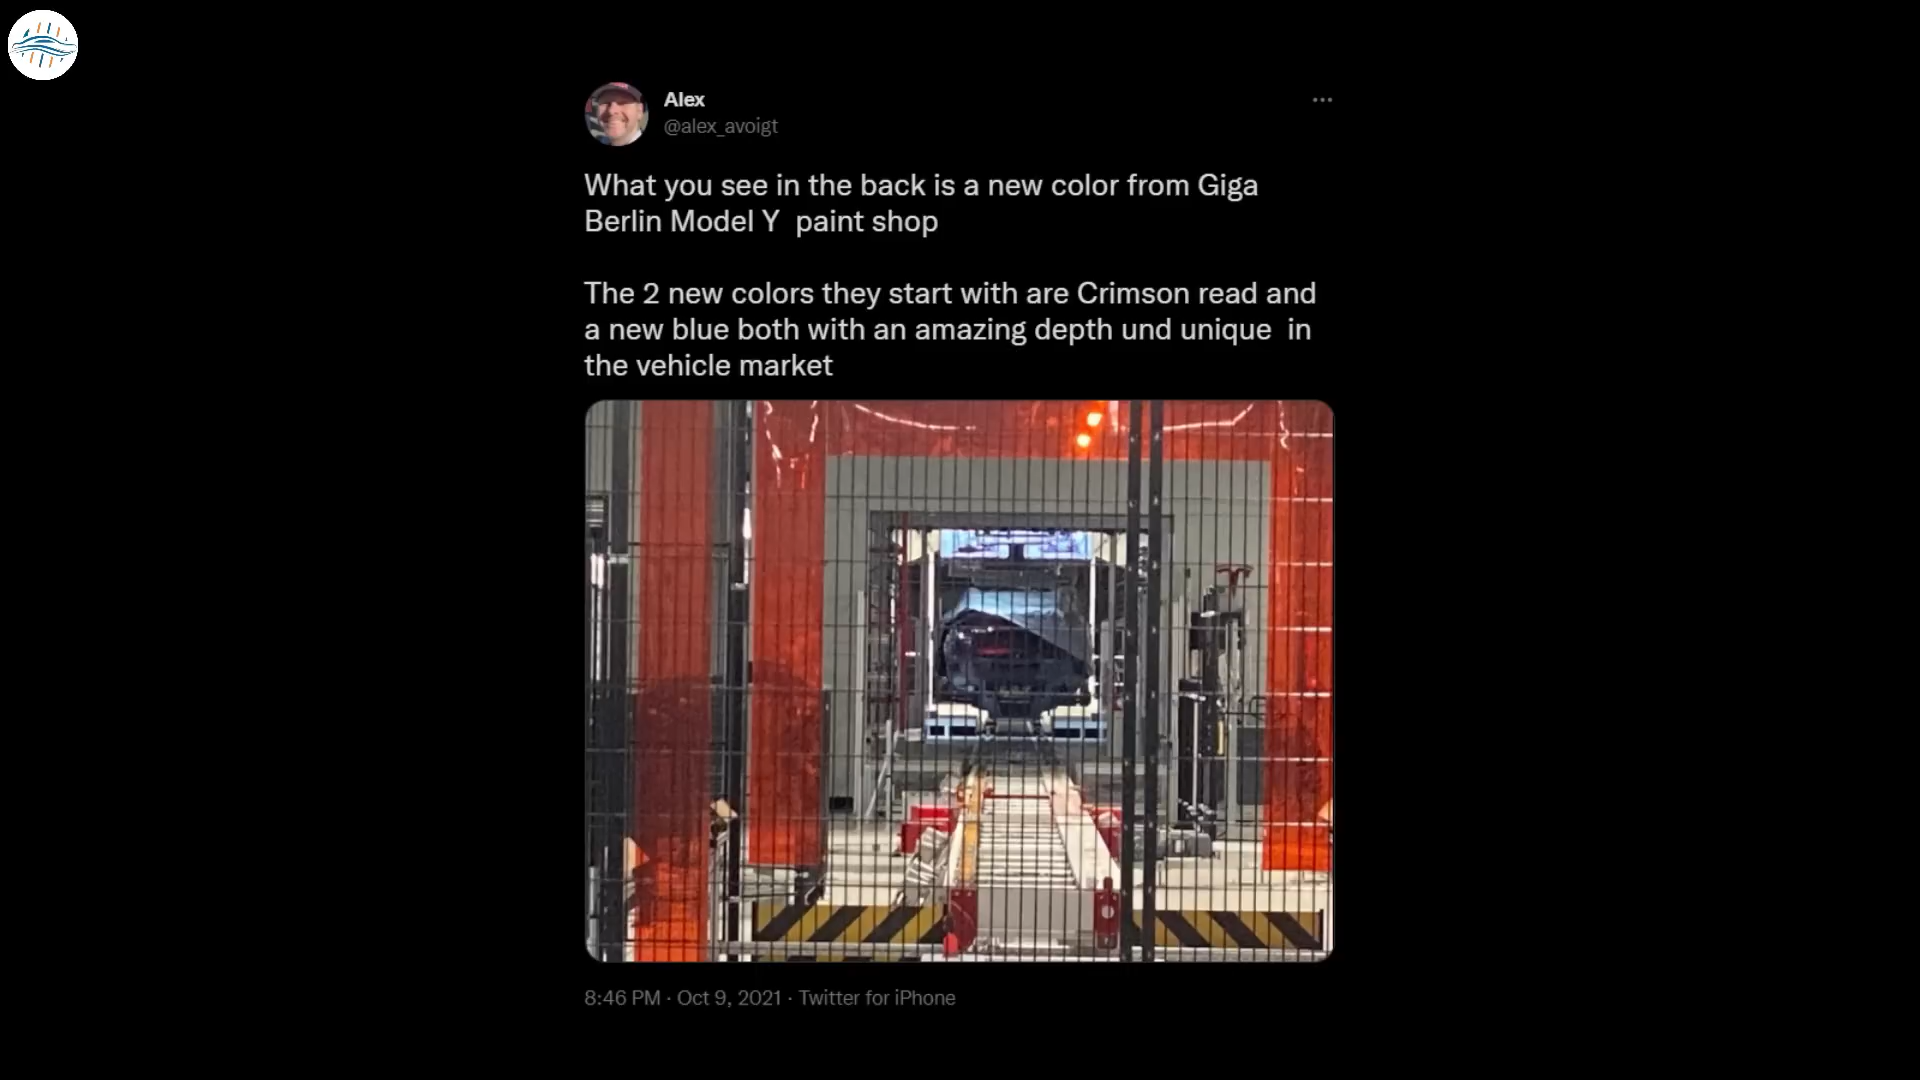 Alex
@alex_avoigt
What you see in the back is a new color from Giga
Berlin Model Y paint shop
The 2 new colors they start with are Crimson read and
a new blue both with an amazing depth und unique in
the vehicle market
8:46 PM · Oct 9, 2021 · Twitter for iPhone